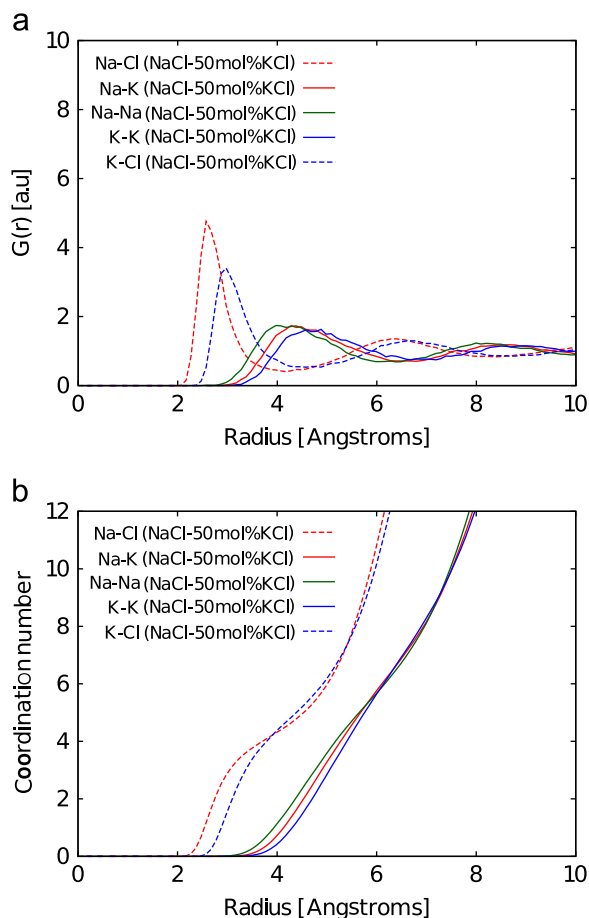 a
10
8
6
4
2
0
G(r) [a.u]
Na-Cl (NaCl-50mol%KCl)
Na-K (NaCl-50mol%KCl)
Na-Na (NaCl-50mol%KCl)
K-K (NaCl-50mol%KCl)
K-Cl (NaCl-50mol%KCl)
0 2 4 6 8 10
Radius [Angstroms]
b
12
10
8
6
4
2
0
Coordination number
Na-Cl (NaCl-50mol%KCl)
Na-K (NaCl-50mol%KCl)
Na-Na (NaCl-50mol%KCl)
K-K (NaCl-50mol%KCl)
K-Cl (NaCl-50mol%KCl)
0 2 4 6 8 10
Radius [Angstroms]